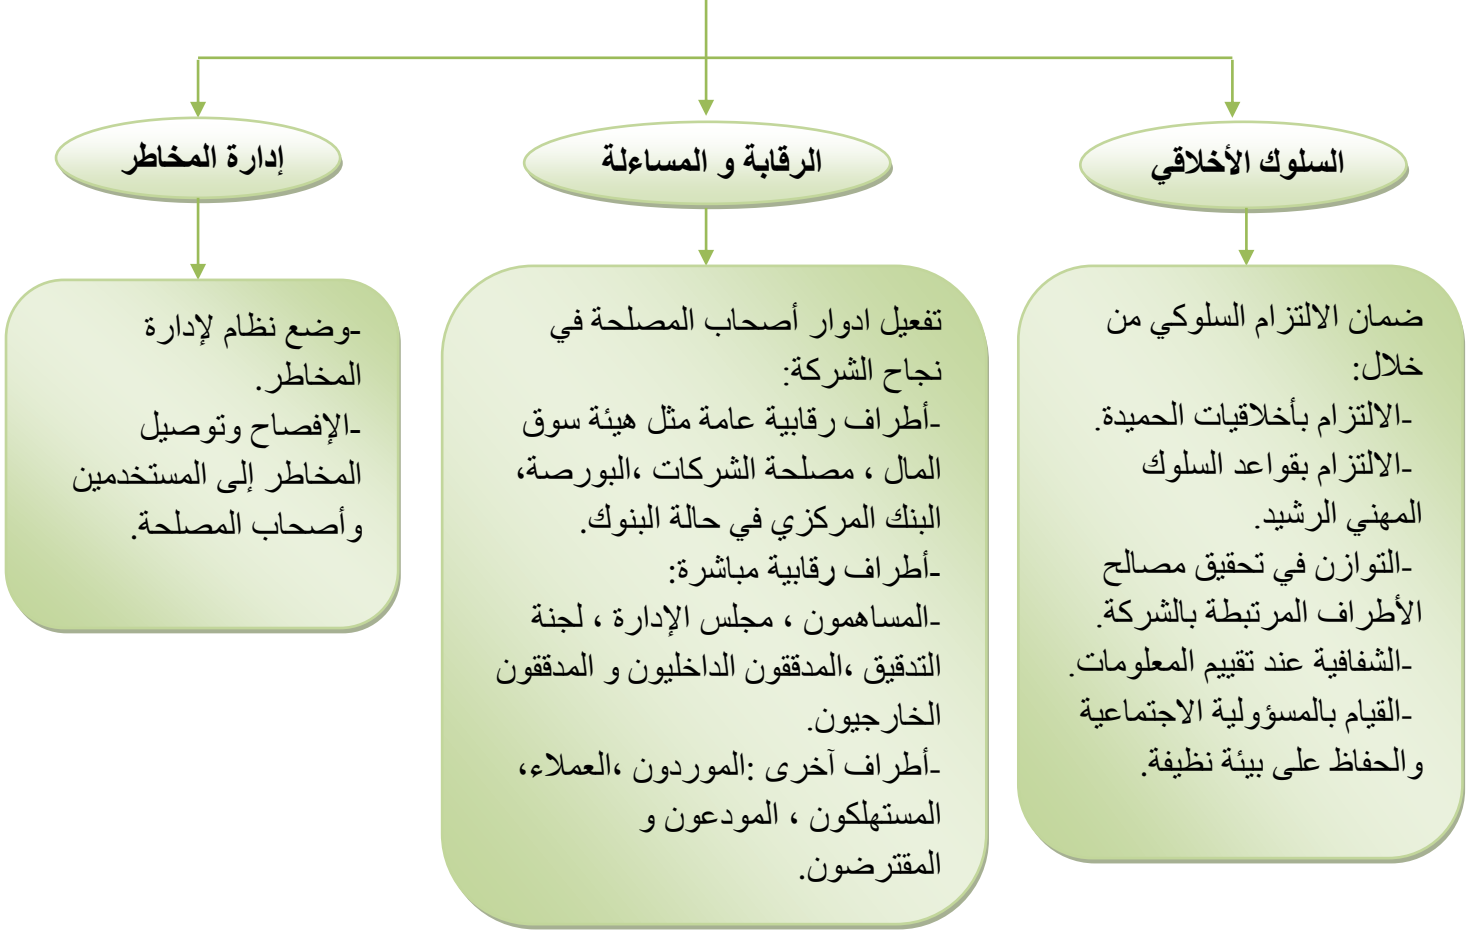 السلوك الأخلاقي
ضمان الالتزام السلوكي من
خلال:
-الالتزام بأخلاقيات الحميدة.
-الالتزام بقواعد السلوك
المهني الرشيد.
-التوازن في تحقيق مصالح
الأطراف المرتبطة بالشركة.
-الشفافية عند تقييم المعلومات.
-القيام بالمسؤولية الاجتماعية
والحفاظ على بيئة نظيفة.
الرقابة و المساءلة
تفعيل ادوار أصحاب المصلحة في
نجاح الشركة:
-أطراف رقابية عامة مثل هيئة سوق
المال ، مصلحة الشركات ،البورصة،
البنك المركزي في حالة البنوك.
-أطراف رقابية مباشرة:
-المساهمون ، مجلس الإدارة ، لجنة
التدقيق ،المدققون الداخليون و المدققون
الخارجيون.
-أطراف آخرى :الموردون ،العملاء،
المستهلكون ، المودعون و
المقترضون.
إدارة المخاطر
-وضع نظام لإدارة
المخاطر.
-الإفصاح وتوصيل
المخاطر إلى المستخدمين
وأصحاب المصلحة.